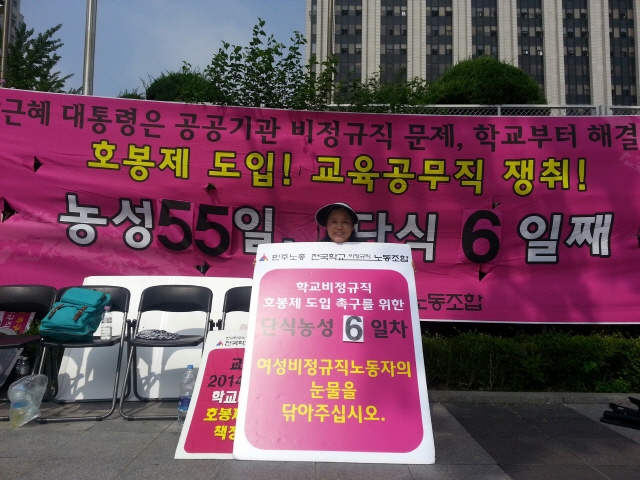 근혜 대통령은 공공기관 비정규직 문제, 학교부터 해결
호봉제 도입! 교육공무직 쟁취!
농성55일, 단식 6일째
노동조합
민주노총 전국학교비정규직노동조합
학교비정규직
호봉제 도입 촉구를 위한
단식농성 6일차
여성비정규직노동자의
눈물을
닦아주십시오.
전국학교
교
2014
학교
호봉제
책정